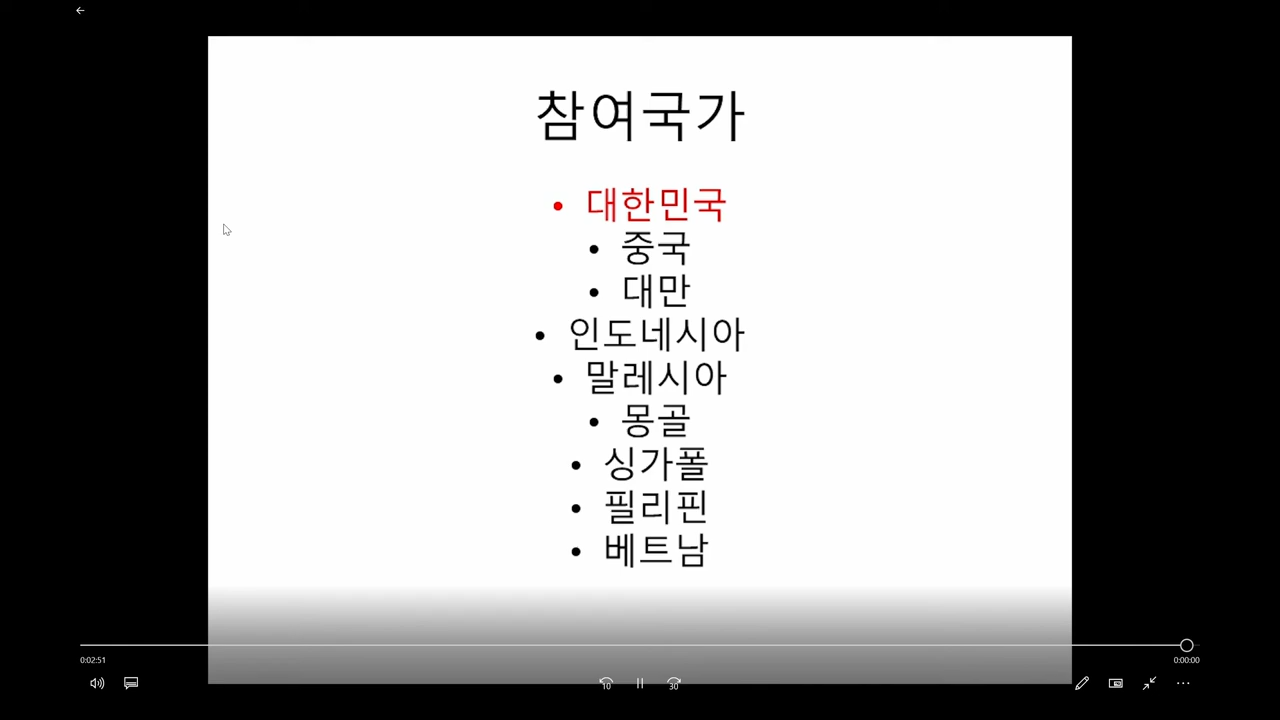 참여국가
• 대한민국
• 중국
• 대만
• 인도네시아
• 말레시아
• 몽골
• 싱가폴
• 필리핀
• 베트남
0:02:51
0:00:00
10
30